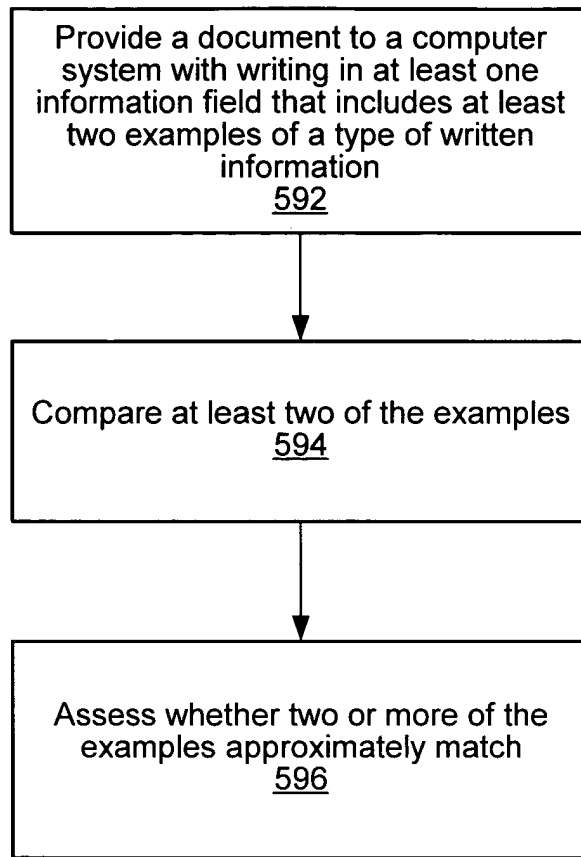 Provide a document to a computer
system with writing in at least one
information field that includes at least
two examples of a type of written
information
592
Compare at least two of the examples
594
Assess whether two or more of the
examples approximately match
596